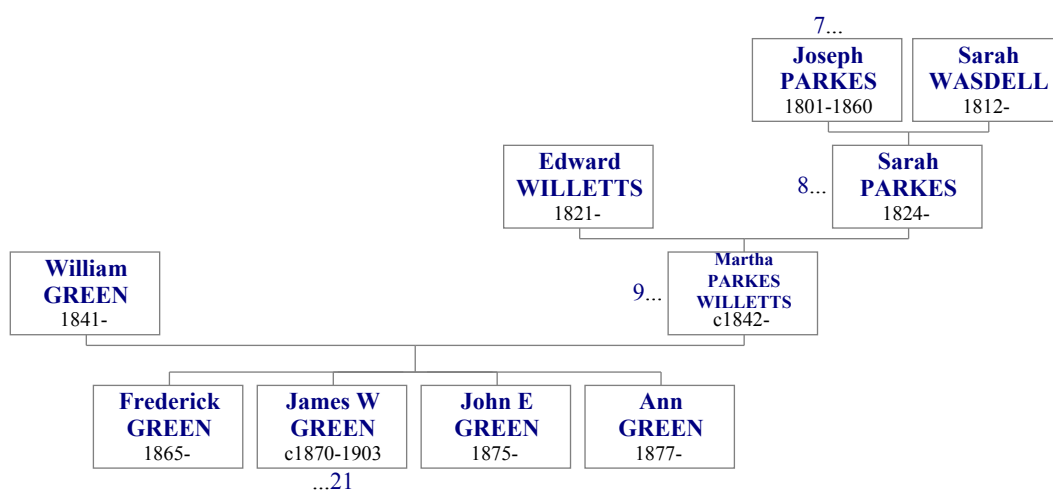 7...
Joseph
PARKES
1801-1860
Sarah
WASDELL
1812-
Edward
WILLETTS
1821-
8...
Sarah
PARKES
1824-
William
GREEN
1841-
9...
Martha
PARKES
WILLETTS
c1842-
Frederick
GREEN
1865-
James W
GREEN
c1870-1903
John E
GREEN
1875-
Ann
GREEN
1877-
...21